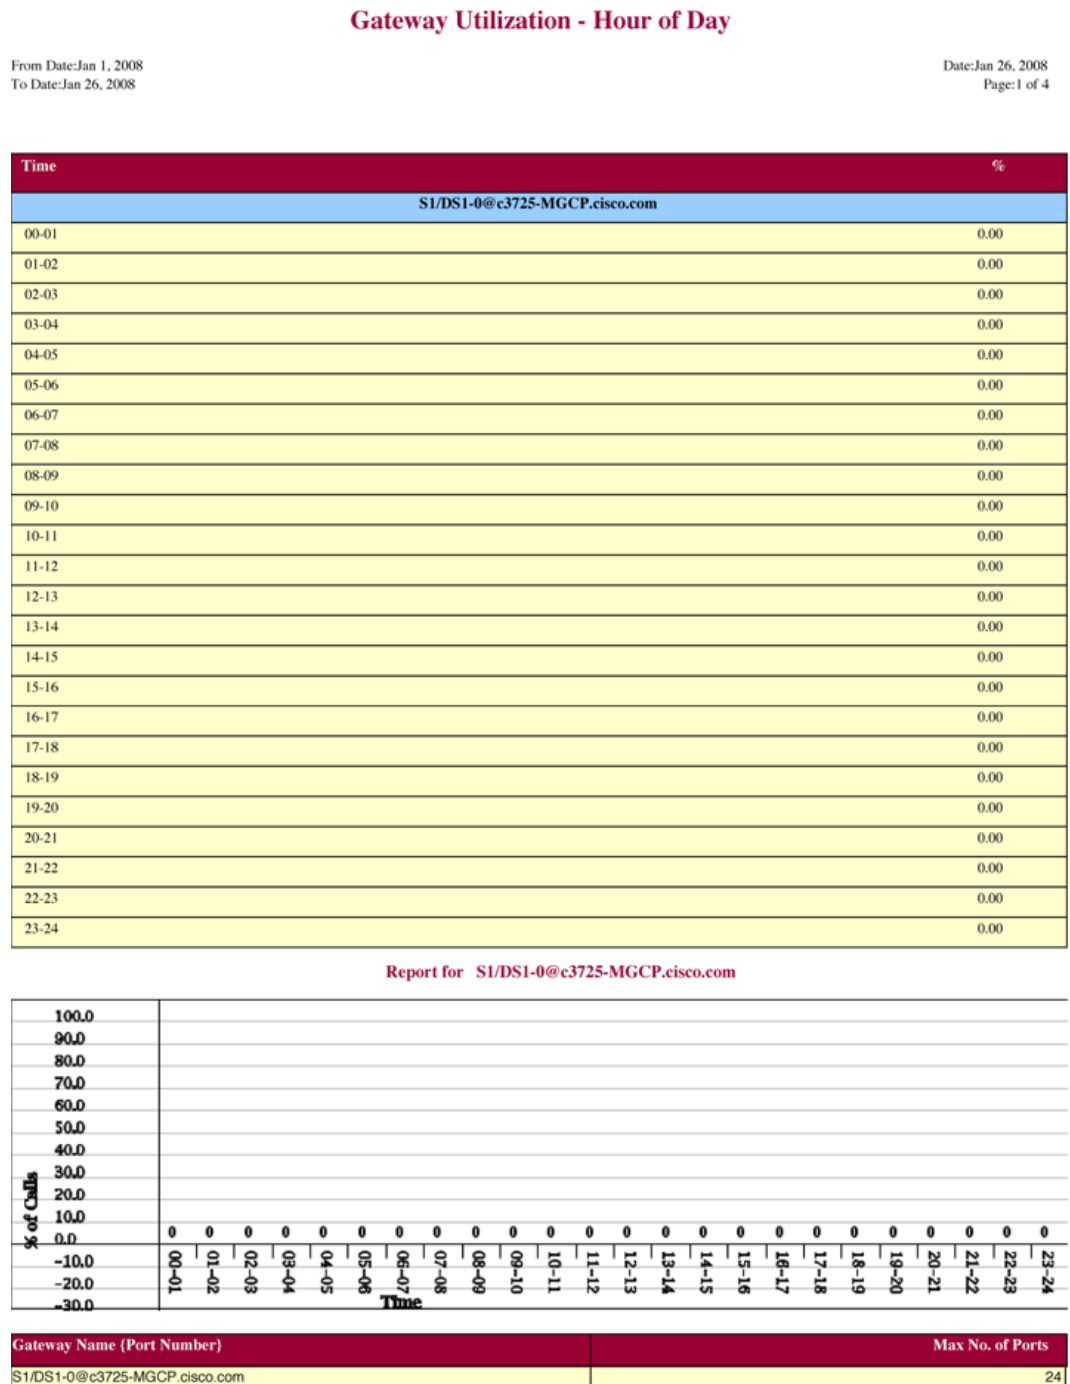 Gateway Utilization - Hour of Day
From Date:Jan 1, 2008
Date:Jan 26, 2008
To Date:Jan 26, 2008
Page:1 of 4
Time %
S1/DS1-0@c3725-MGCP.cisco.com
00-01 0.00
01-02 0.00
02-03 0.00
03-04 0.00
04-05 0.00
05-06 0.00
06-07 0.00
07-08 0.00
08-09 0.00
09-10 0.00
10-11 0.00
11-12 0.00
12-13 0.00
13-14 0.00
14-15 0.00
15-16 0.00
16-17 0.00
17-18 0.00
18-19 0.00
19-20 0.00
20-21 0.00
21-22 0.00
22-23 0.00
23-24 0.00
Report for S1/DS1-0@c3725-MGCP.cisco.com
100.0
90.0
80.0
70.0
60.0
50.0
40.0
30.0
20.0
10.0
0.0
-10.0
-20.0
-30.0
% of Calls
0 0 0 0 0 0 0 0 0 0 0 0 0 0 0 0 0 0 0 0 0 0 0 0
00-01 01-02 02-03 03-04 04-05 05-06 06-07 07-08 08-09 09-10 10-11 11-12 12-13 13-14 14-15 15-16 16-17 17-18 18-19 19-20 20-21 21-22 22-23 23-24
Time
Gateway Name {Port Number} Max No. of Ports
S1/DS1-0@c3725-MGCP.cisco.com 24